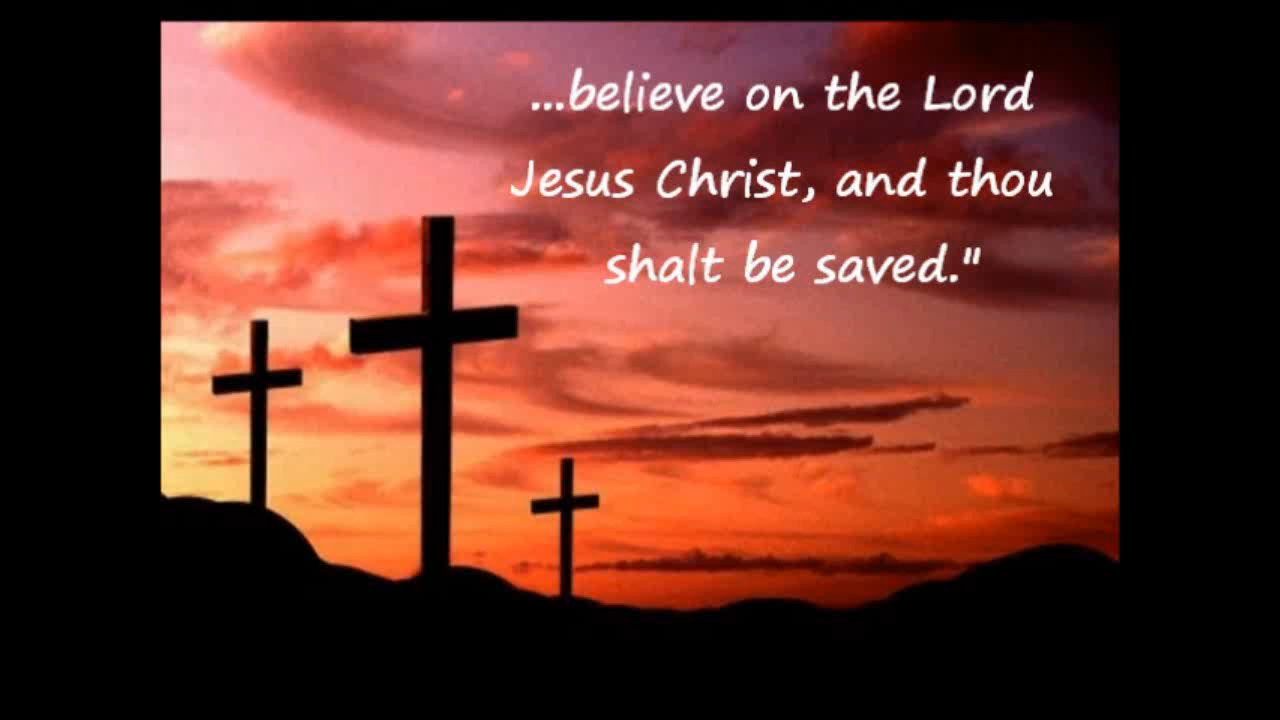 ...believe on the Lord
Jesus Christ, and thou
shalt be saved."